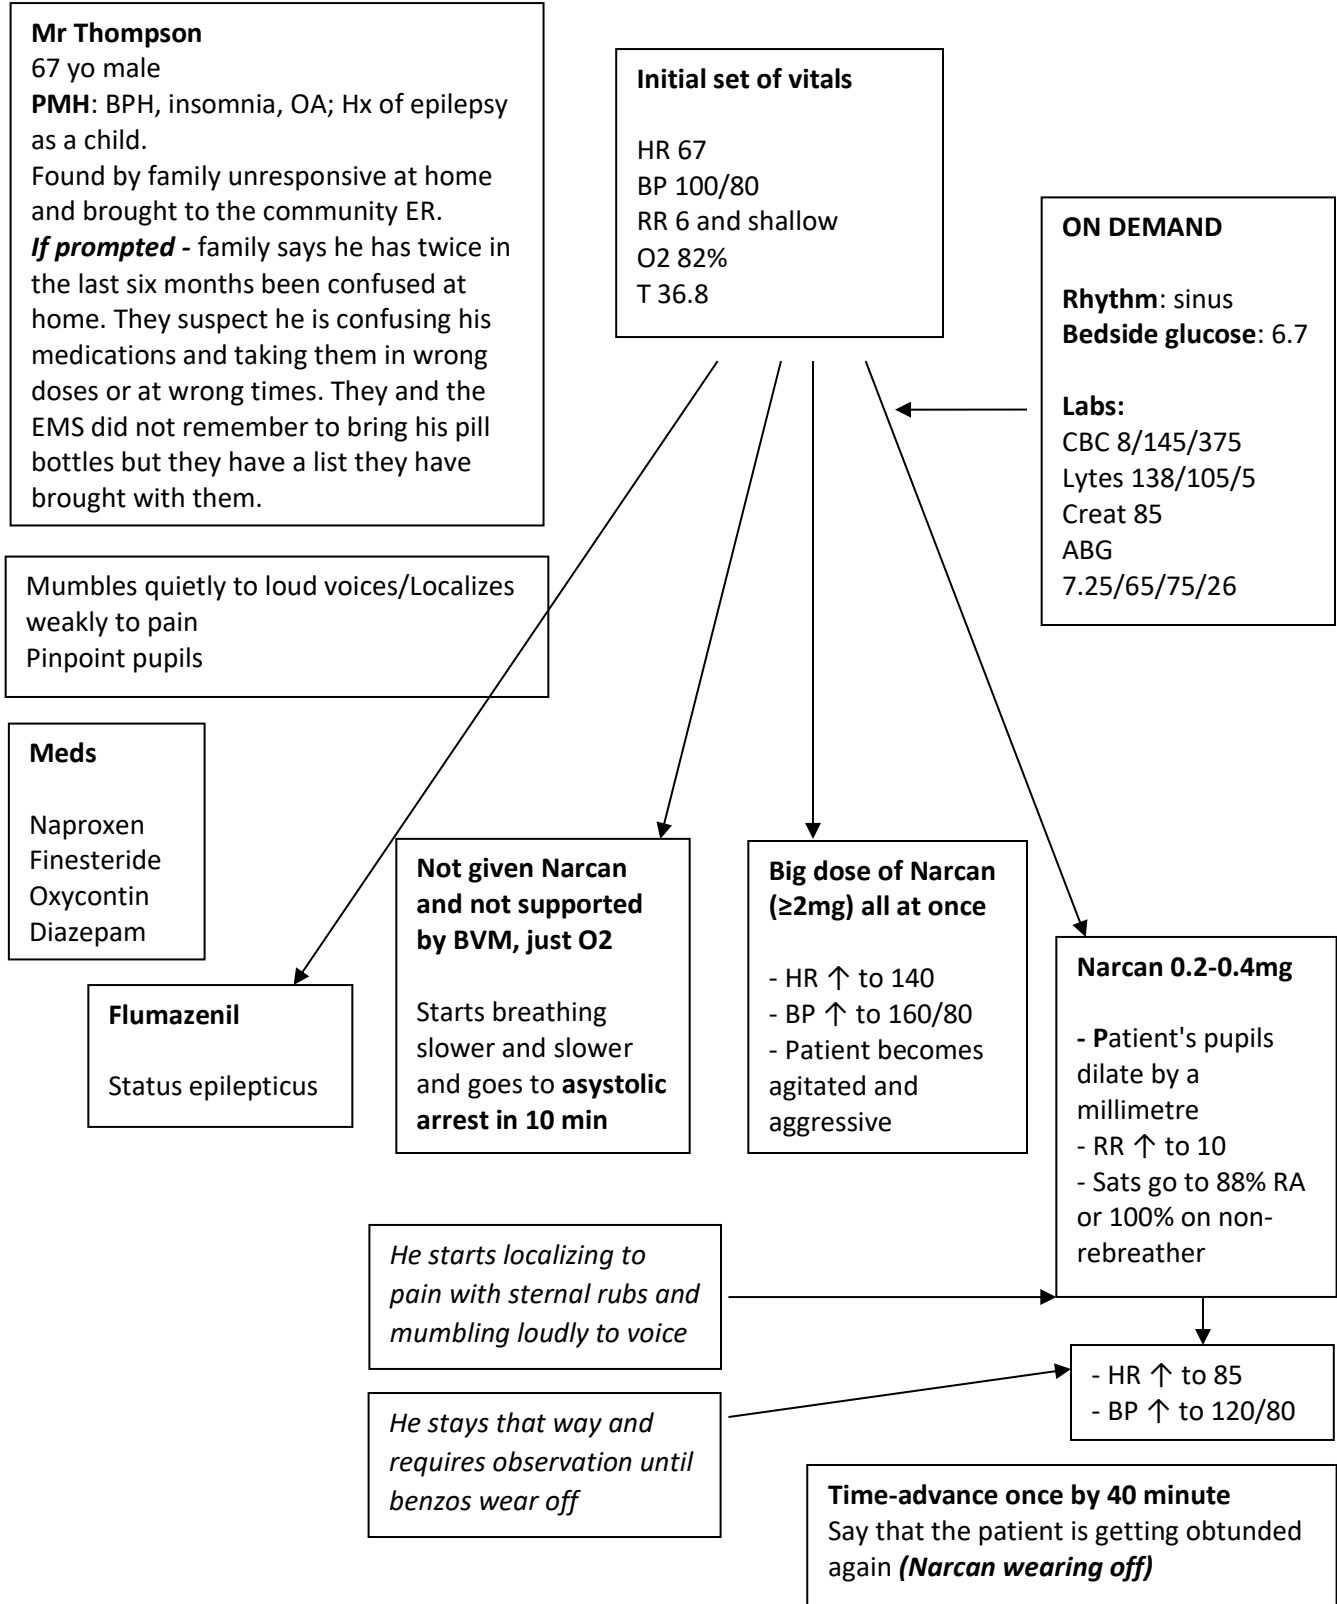 Mr Thompson
67 yo male
PMH: BPH, insomnia, OA; Hx of epilepsy
as a child.
Found by family unresponsive at home
and brought to the community ER.
If prompted - family says he has twice in
the last six months been confused at
home. They suspect he is confusing his
medications and taking them in wrong
doses or at wrong times. They and the
EMS did not remember to bring his pill
bottles but they have a list they have
brought with them.
Initial set of vitals
HR 67
BP 100/80
RR 6 and shallow
O2 82%
T 36.8
ON DEMAND
Rhythm: sinus
Bedside glucose: 6.7
Labs:
CBC 8/145/375
Lytes 138/105/5
Creat 85
ABG
7.25/65/75/26
Mumbles quietly to loud voices/Localizes
weakly to pain
Pinpoint pupils
Meds
Naproxen
Finesteride
Oxycontin
Diazepam
Flumazenil
Status epilepticus
Not given Narcan
and not supported
by BVM, just O2
Starts breathing
slower and slower
and goes to asystolic
arrest in 10 min
Big dose of Narcan
(≥2mg) all at once
- HR ↑ to 140
- BP ↑ to 160/80
- Patient becomes
agitated and
aggressive
Narcan 0.2-0.4mg
- Patient's pupils
dilate by a
millimetre
- RR ↑ to 10
- Sats go to 88% RA
or 100% on non-
rebreather
He starts localizing to
pain with sternal rubs and
mumbling loudly to voice
- HR ↑ to 85
- BP ↑ to 120/80
He stays that way and
requires observation until
benzos wear off
Time-advance once by 40 minute
Say that the patient is getting obtunded
again (Narcan wearing off)